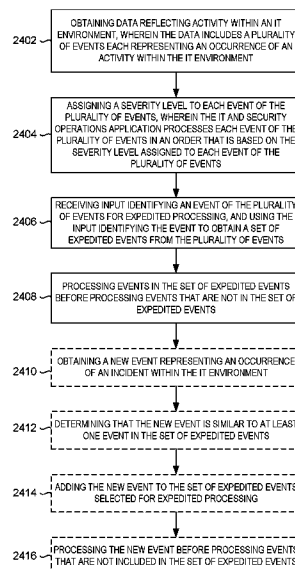 2402
OBTAINING DATA REFLECTING ACTIVITY WITHIN AN IT
ENVIRONMENT, WHEREIN THE DATA INCLUDES A PLURALITY
OF EVENTS EACH REPRESENTING AN OCCURRENCE OF AN
ACTIVITY WITHIN THE IT ENVIRONMENT
2404
ASSIGNING A SEVERITY LEVEL TO EACH EVENT OF THE
PLURALITY OF EVENTS, WHEREIN THE IT AND SECURITY
OPERATIONS APPLICATION PROCESSES EACH EVENT OF THE
PLURALITY OF EVENTS IN AN ORDER THAT IS BASED ON THE
SEVERITY LEVEL ASSIGNED TO EACH EVENT OF THE
PLURALITY OF EVENTS
2406
RECEIVING INPUT IDENTIFYING AN EVENT OF THE PLURALITY
OF EVENTS FOR EXPEDITED PROCESSING, AND USING THE
INPUT IDENTIFYING THE EVENT TO OBTAIN A SET OF
EXPEDITED EVENTS FROM THE PLURALITY OF EVENTS
2408
PROCESSING EVENTS IN THE SET OF EXPEDITED EVENTS
BEFORE PROCESSING EVENTS THAT ARE NOT IN THE SET OF
EXPEDITED EVENTS
2410
OBTAINING A NEW EVENT REPRESENTING AN OCCURRENCE
OF AN INCIDENT WITHIN THE IT ENVIRONMENT
2412
DETERMINING THAT THE NEW EVENT IS SIMILAR TO AT LEAST
ONE EVENT IN THE SET OF EXPEDITED EVENTS
2414
ADDING THE NEW EVENT TO THE SET OF EXPEDITED EVENTS
SELECTED FOR EXPEDITED PROCESSING
2416
PROCESSING THE NEW EVENT BEFORE PROCESSING EVENTS
THAT ARE NOT INCLUDED IN THE SET OF EXPEDITED EVENTS